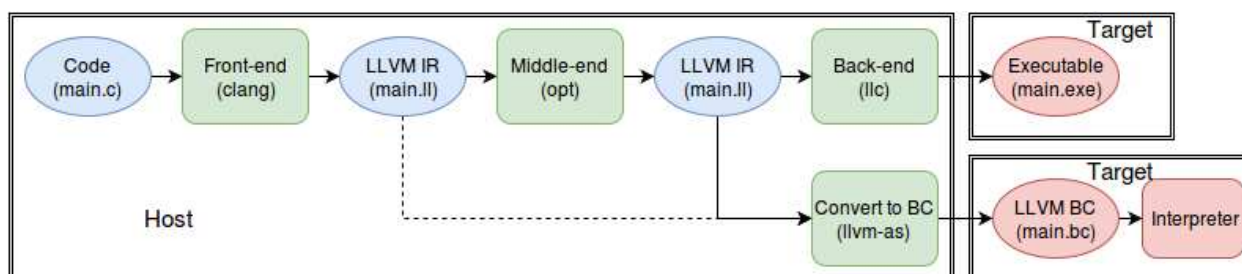 Target
Code
(main.c)
Front-end
(clang)
LLVM IR
(main.ll)
Middle-end
(opt)
LLVM IR
(main.ll)
Back-end
(llc)
Executable
(main.exe)
Host
Convert to BC
(llvm-as)
Target
LLVM BC
(main.bc)
Interpreter